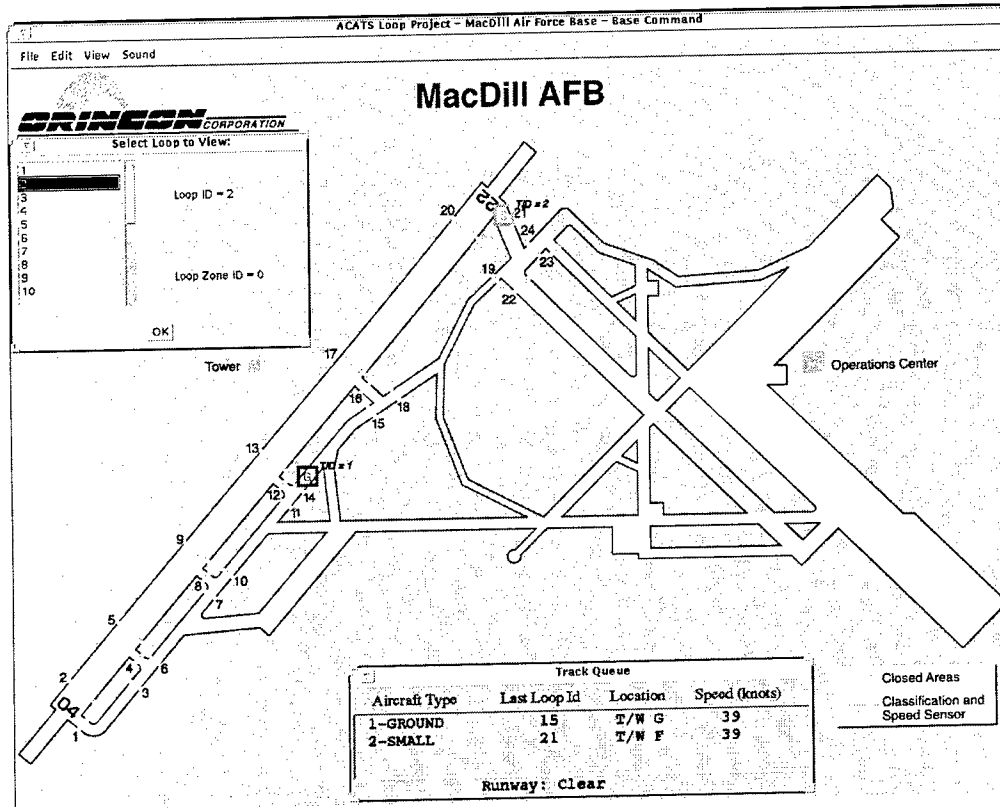 ACATS Loop Project - MacDill Air Force Base - Base Command
File Edit View Sound
MacDill AFB
ORINCON CORPORATION
Select Loop to View:
1
3
4
5
6
7
8
9
10
Loop ID = 2
Loop Zone ID = 0
OK
22
TID = 2
21
20
24
23
19
22
Tower
17
Operations Center
16
18
15
13
TID = 1
12
14
11
9
8
10
7
5
4
6
3
2
04
1
Track Queue
Aircraft Type Last Loop Id Location Speed (knots)
1-GROUND 15 T/W G 39
2-SMALL 21 T/W F 39
Runway: Clear
Closed Areas
Classification and
Speed Sensor